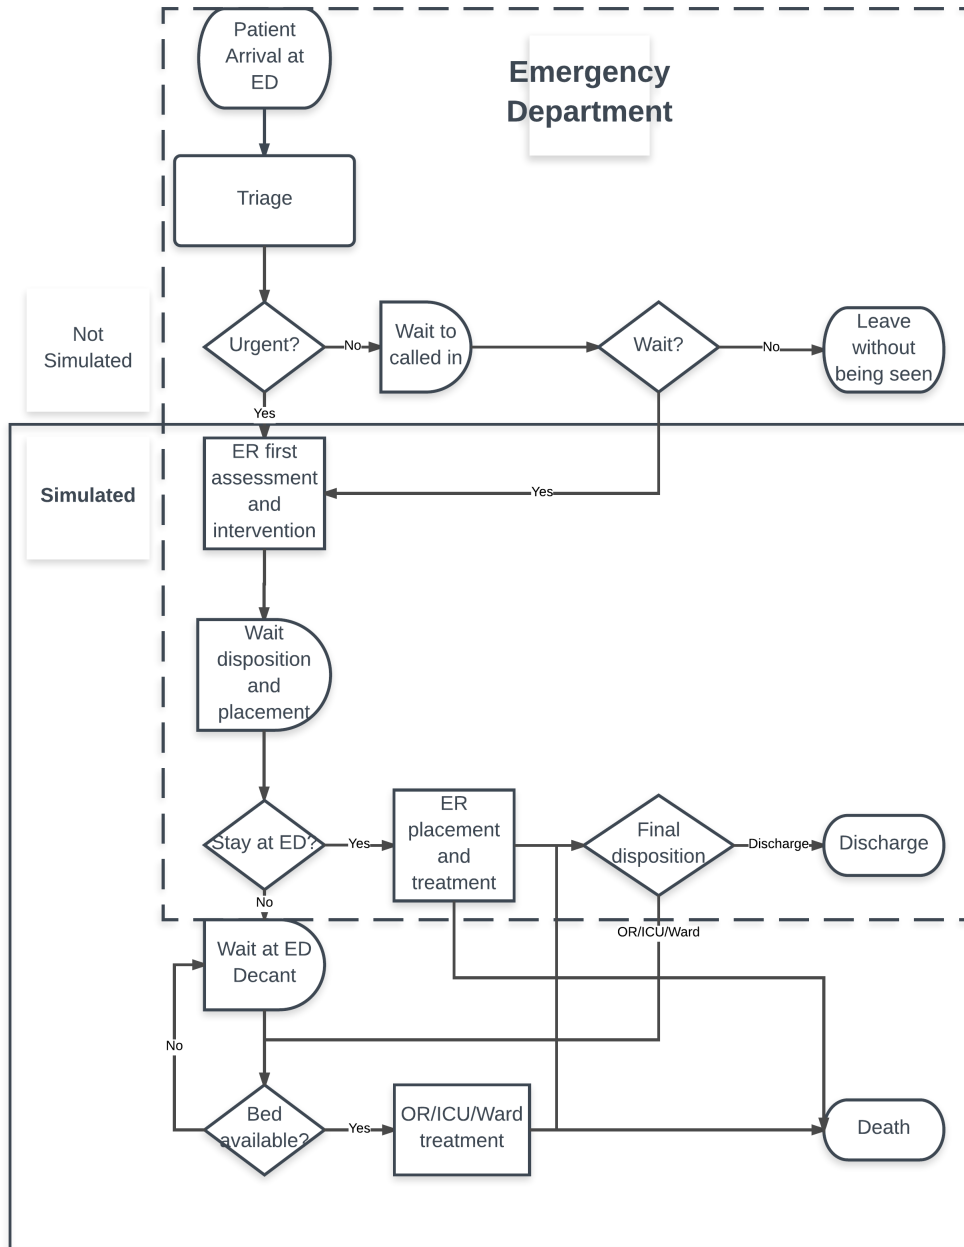 Patient
Arrival at
ED
Emergency
Department
Triage
Not
Simulated
Urgent?
No
Wait to
called in
Wait?
No
Leave
without
being seen
Yes
Simulated
ER first
assessment
and
intervention
Yes
Wait
disposition
and
placement
Stay at ED?
Yes
ER
placement
and
treatment
Final
disposition
Discharge
Discharge
No
OR/ICU/Ward
Wait at ED
Decant
No
Bed
available?
Yes
OR/ICU/Ward
treatment
Death